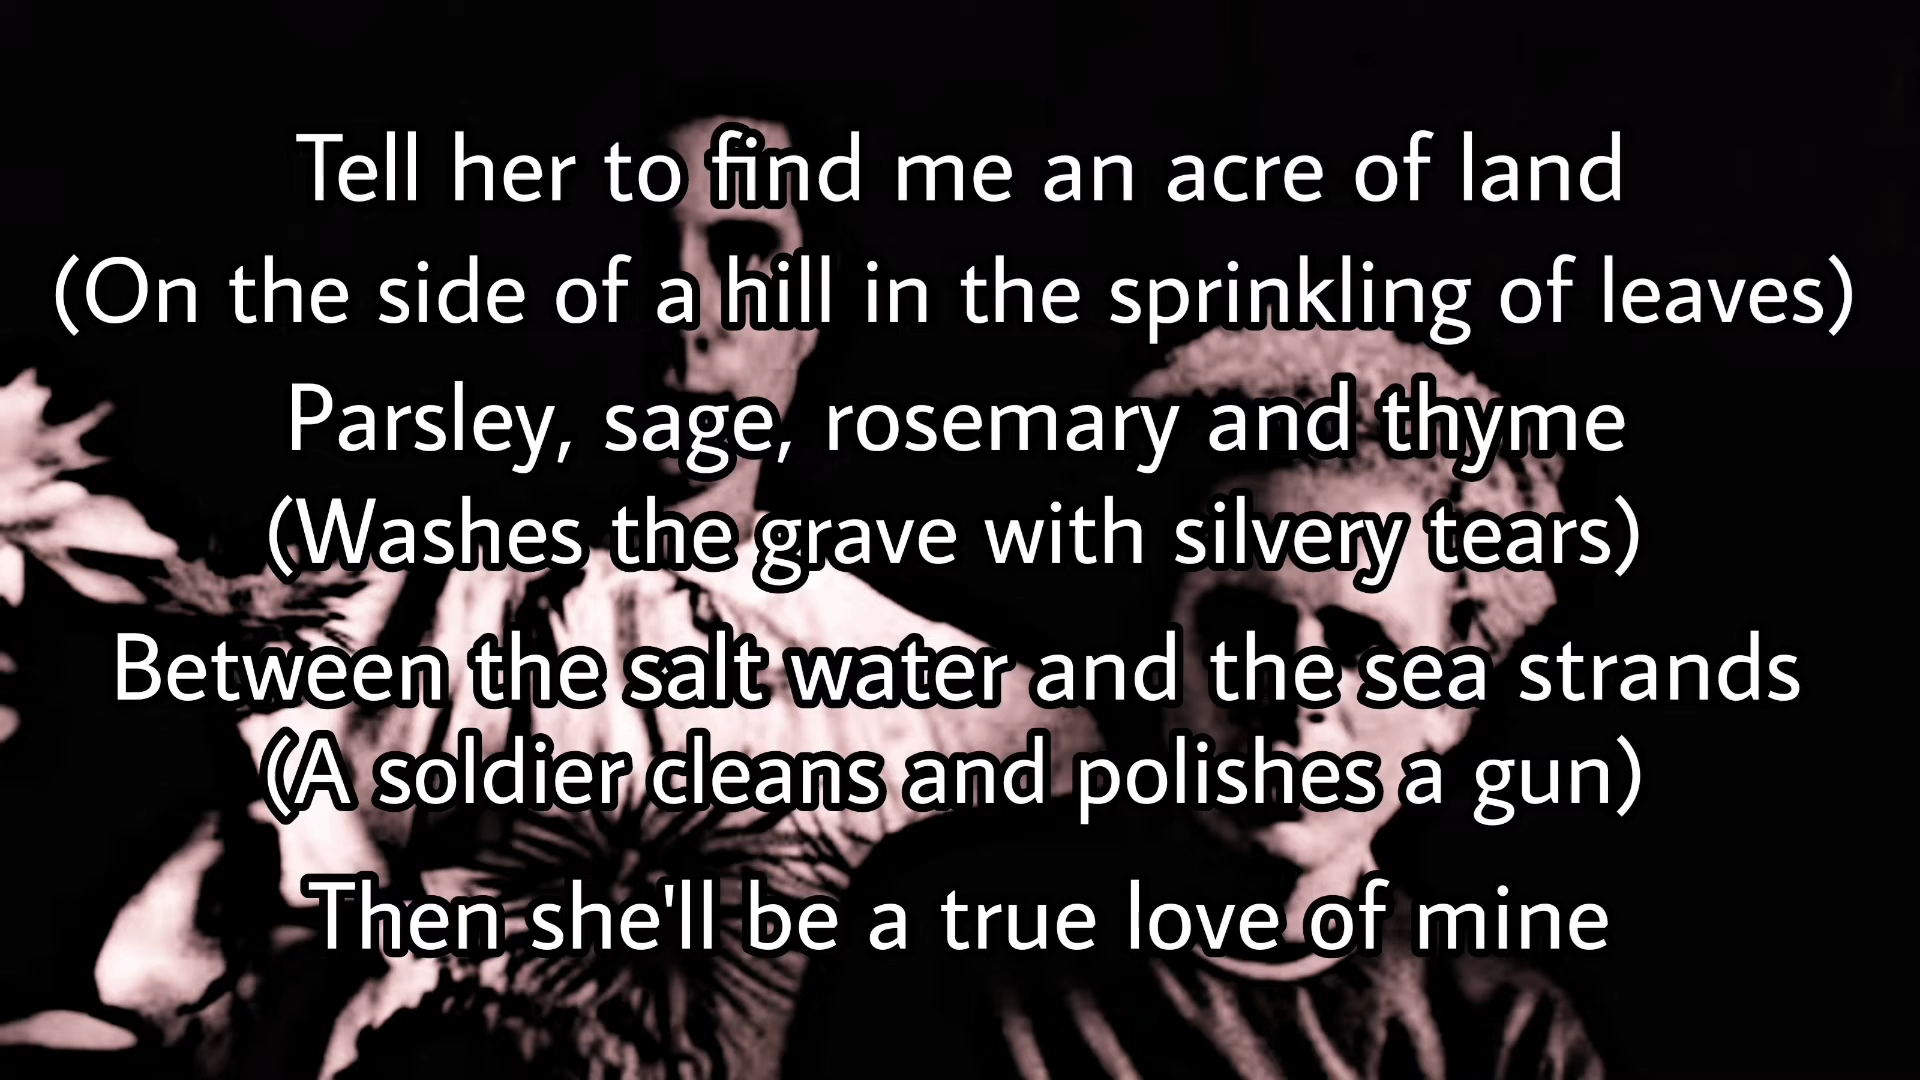 Tell her to find me an acre of land
(On the side of a hill in the sprinkling of leaves)
Parsley, sage, rosemary and thyme
(Washes the grave with silvery tears)
Between the salt water and the sea strands
(A soldier cleans and polishes a gun)
Then she'll be a true love of mine